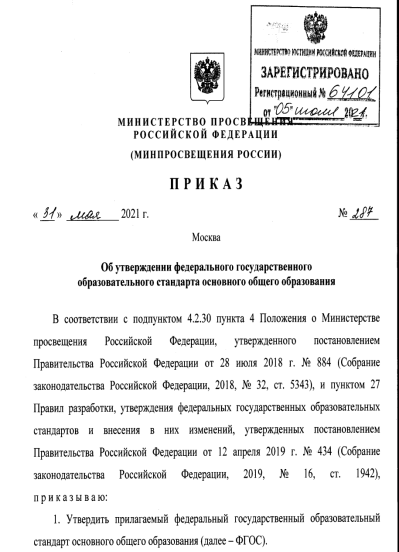 МИНИСТЕРСТВО ЮСТИЦИИ РОССИЙСКОЙ ФЕДЕРАЦИИ
ЗАРЕГИСТРИРОВАНО
Регистрационный № 64101
от "05" июля 2021.
МИНИСТЕРСТВО ПРОСВЕЩЕНИЯ
РОССИЙСКОЙ ФЕДЕРАЦИИ
(МИНПРОСВЕЩЕНИЯ РОССИИ)
ПРИКАЗ
« 31 » мая 2021 г. № 287
Москва
Об утверждении федерального государственного
образовательного стандарта основного общего образования
В соответствии с подпунктом 4.2.30 пункта 4 Положения о Министерстве
просвещения Российской Федерации, утвержденного постановлением
Правительства Российской Федерации от 28 июля 2018 г. № 884 (Собрание
законодательства Российской Федерации, 2018, № 32, ст. 5343), и пунктом 27
Правил разработки, утверждения федеральных государственных образовательных
стандартов и внесения в них изменений, утвержденных постановлением
Правительства Российской Федерации от 12 апреля 2019 г. № 434 (Собрание
законодательства Российской Федерации, 2019, № 16, ст. 1942),
приказываю:
1. Утвердить прилагаемый федеральный государственный образовательный
стандарт основного общего образования (далее – ФГОС).